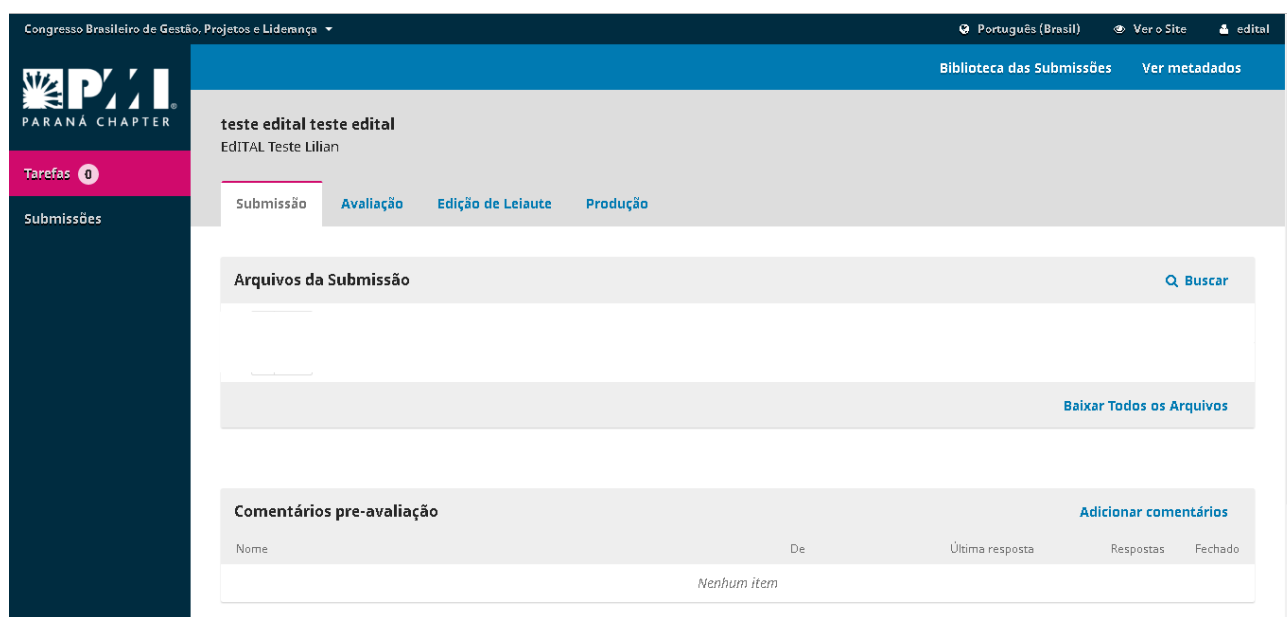 Congresso Brasileiro de Gestão, Projetos e Liderança
Português (Brasil) Ver o Site edital
Biblioteca das Submissões Ver metadados
PMI
PARANÁ CHAPTER
teste edital teste edital
EdITAL Teste Lilian
Tarefas 0
Submissões
Submissão Avaliação Edição de Leiaute Produção
Arquivos da Submissão Buscar
Baixar Todos os Arquivos
Comentários pre-avaliação Adicionar comentários
Nome De Última resposta Respostas Fechado
Nenhum item